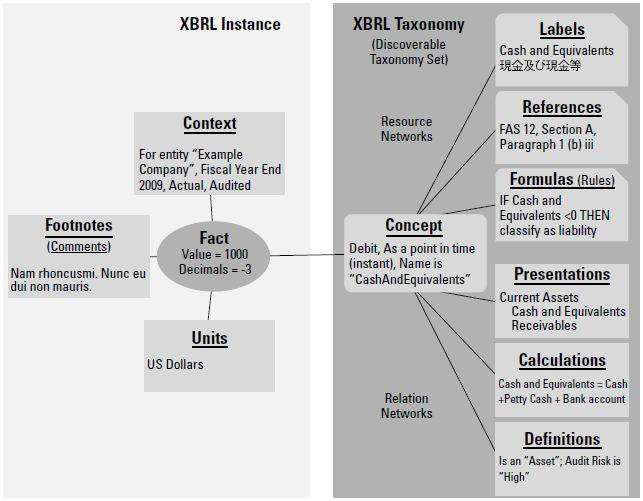 XBRL Instance
Context
For entity “Example
Company”, Fiscal Year End
2009, Actual, Audited
Footnotes
(Comments)
Nam rhoncusmi. Nunc eu
dui non mauris.
Fact
Value = 1000
Decimals = -3
Units
US Dollars
XBRL Taxonomy
(Discoverable
Taxonomy Set)
Resource
Networks
Concept
Debit, As a point in time
(instant), Name is
“CashAndEquivalents”
Relation
Networks
Labels
Cash and Equivalents
現金及び現金等
References
FAS 12, Section A,
Paragraph 1 (b) iii
Formulas (Rules)
IF Cash and
Equivalents <0 THEN
classify as liability
Presentations
Current Assets
Cash and Equivalents
Receivables
Calculations
Cash and Equivalents = Cash
+Petty Cash + Bank account
Definitions
Is an “Asset”; Audit Risk is
“High”